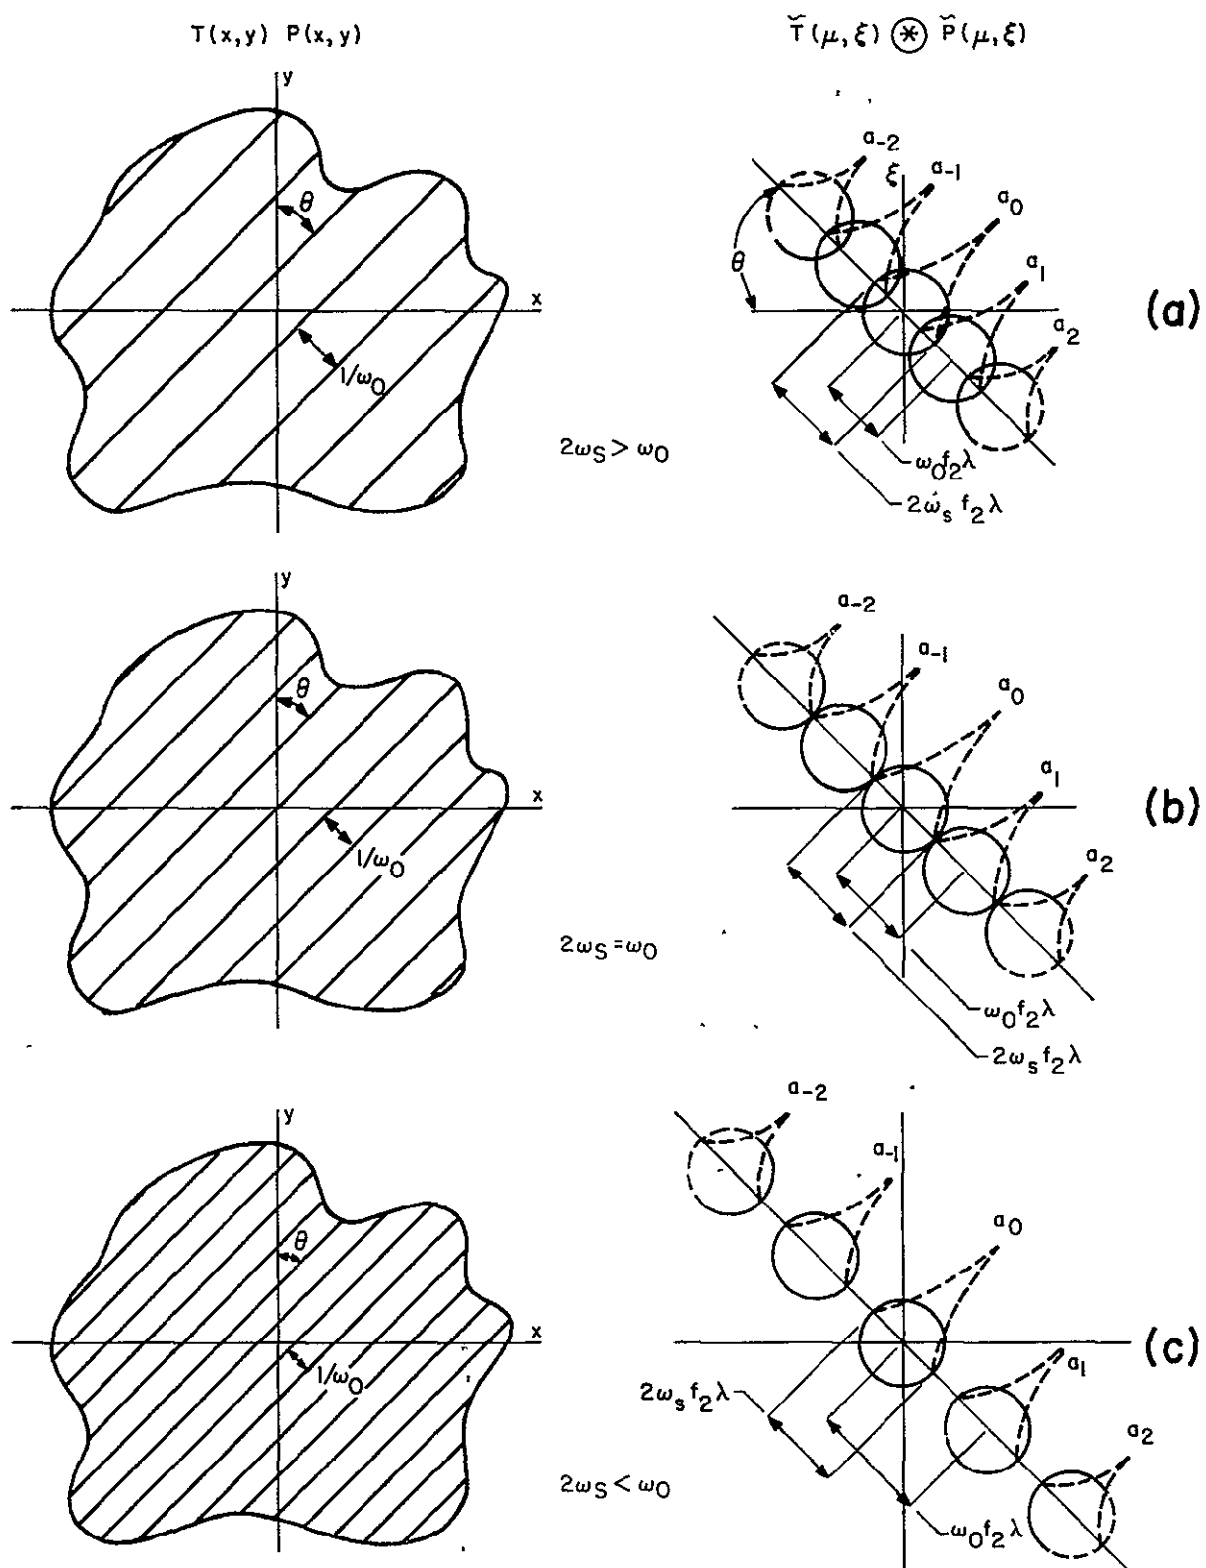 T(x,y) P(x,y)
T̃(μ,ξ) ⊛ P̃(μ,ξ)
y
θ
x
1/ω0
2ωS > ω0
a-2
ξ
a-1
a0
a1
a2
θ
ω0f2λ
2ωs f2λ
(a)
y
θ
x
1/ω0
2ωS = ω0
a-2
a-1
a0
a1
a2
ω0f2λ
2ωs f2λ
(b)
y
θ
x
1/ω0
2ωS < ω0
a-2
a-1
a0
a1
a2
2ωs f2λ
ω0f2λ
(c)